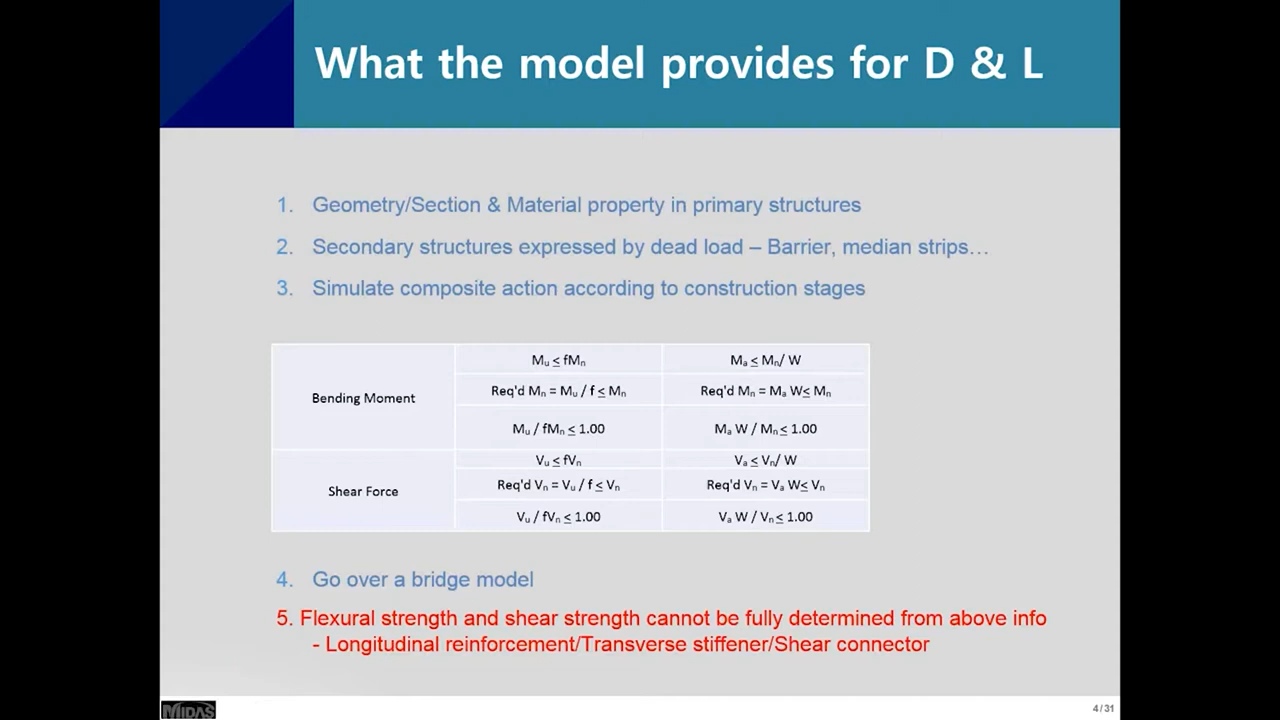 What the model provides for D & L
1. Geometry/Section & Material property in primary structures
2. Secondary structures expressed by dead load – Barrier, median strips…
3. Simulate composite action according to construction stages
Bending Moment
Mu ≤ fMn
Ma ≤ Mn/ W
Req'd Mn = Mu / f ≤ Mn
Req'd Mn = Ma W≤ Mn
Mu / fMn ≤ 1.00
Ma W / Mn ≤ 1.00
Shear Force
Vu ≤ fVn
Va ≤ Vn/ W
Req'd Vn = Vu / f ≤ Vn
Req'd Vn = Va W≤ Vn
Vu / fVn ≤ 1.00
Va W / Vn ≤ 1.00
4. Go over a bridge model
5. Flexural strength and shear strength cannot be fully determined from above info
- Longitudinal reinforcement/Transverse stiffener/Shear connector
MIDAS
4 / 31